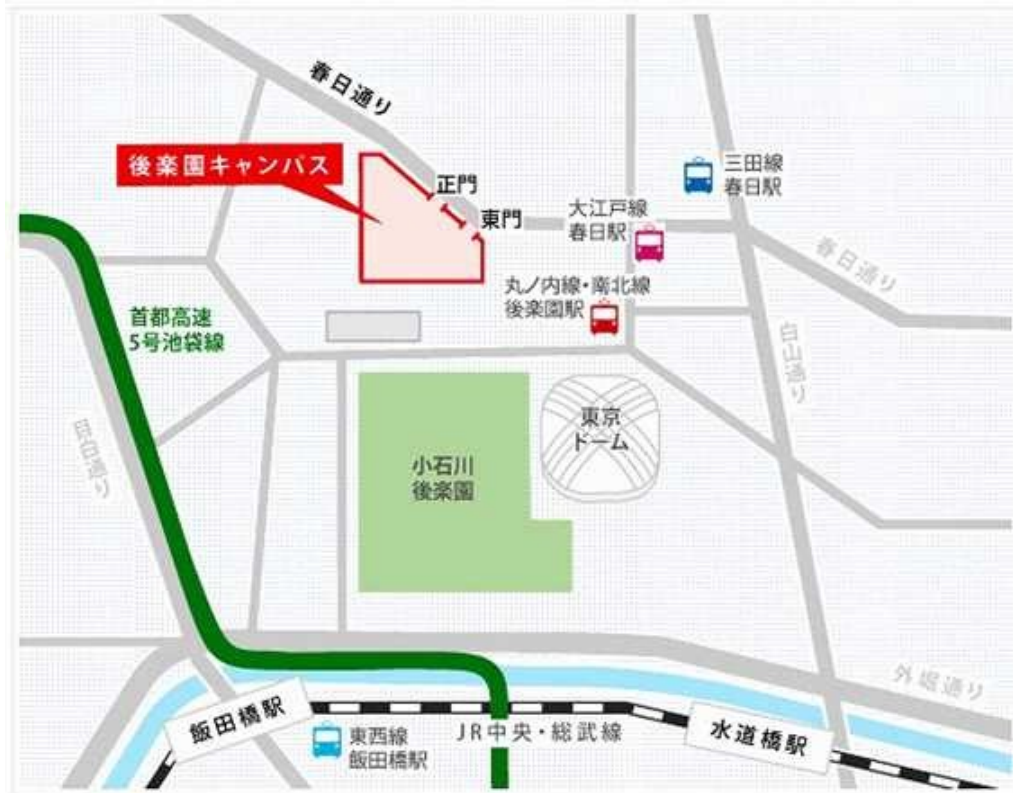 春日通り
後楽園キャンパス
正門
東門
三田線
春日駅
大江戸線
春日駅
春日通り
丸ノ内線・南北線
後楽園駅
首都高速
5号池袋線
白山通り
目白通り
東京
ドーム
小石川
後楽園
外堀通り
飯田橋駅
東西線
飯田橋駅
JR中央・総武線
水道橋駅